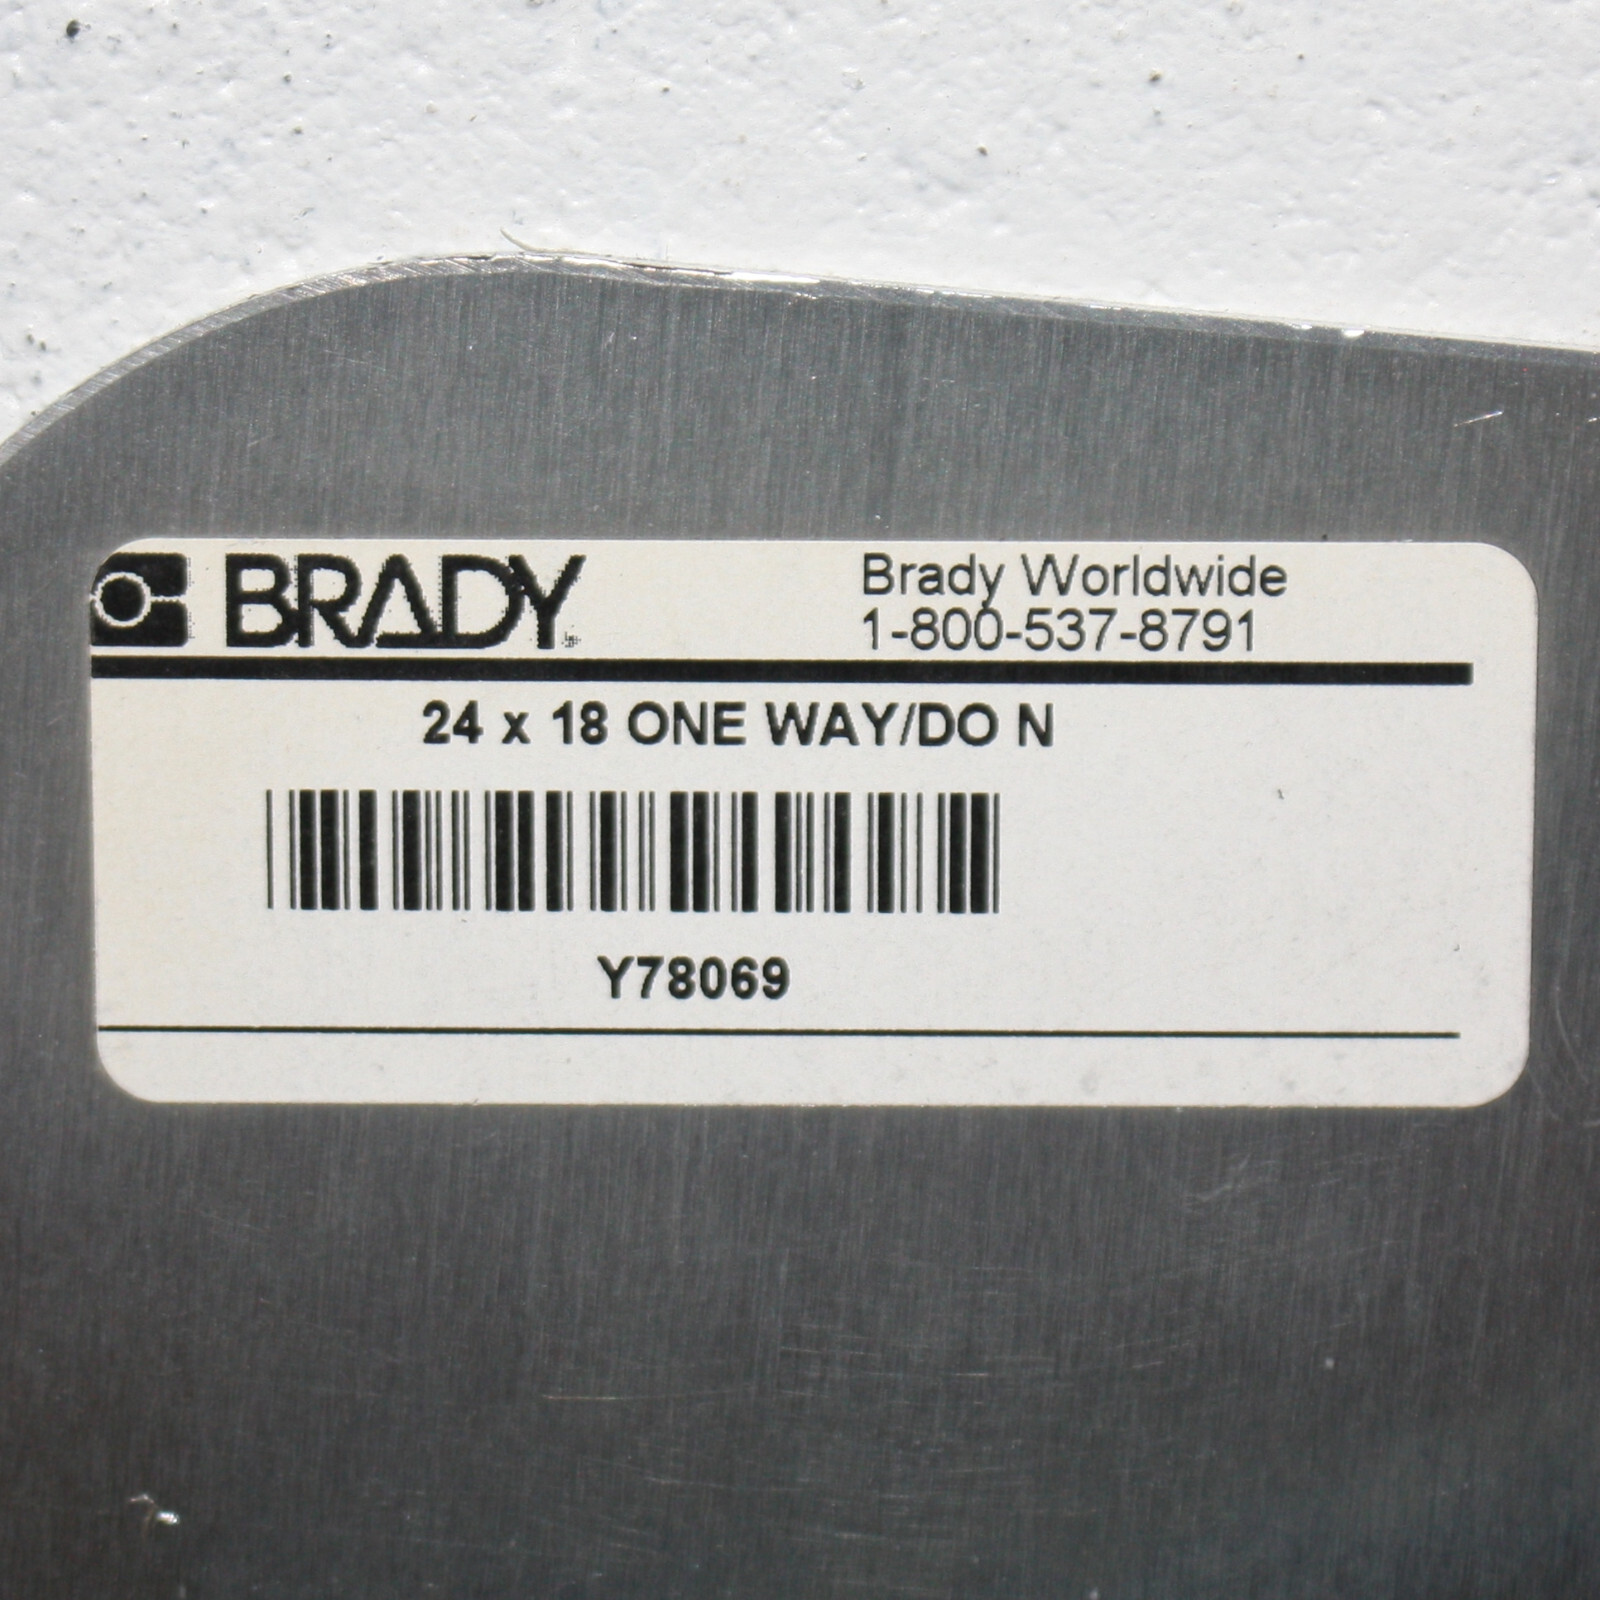 BRADY
Brady Worldwide
1-800-537-8791
24 x 18 ONE WAY/DO N
Y78069